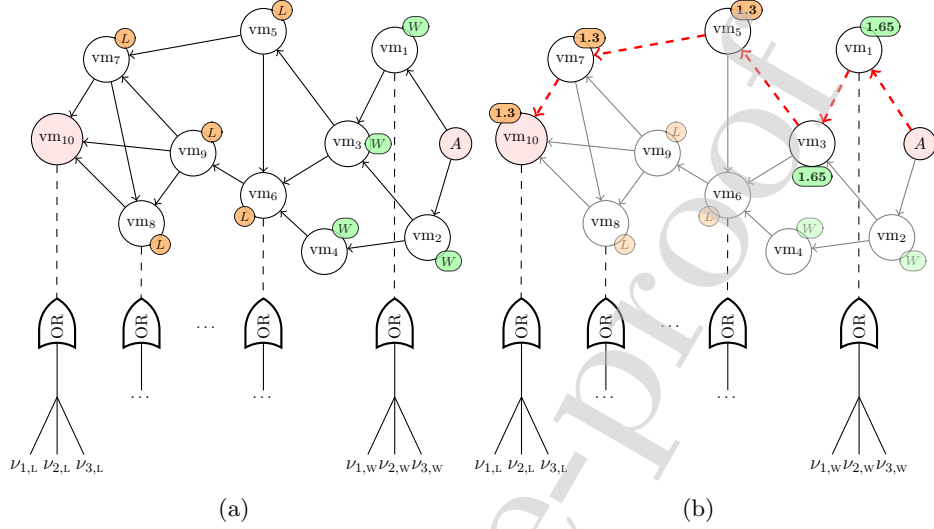 L
vm5
W
vm1
L
vm7
vm10
L
vm9
vm3
W
A
vm6
L
vm8
L
W
vm4
vm2
W
OR
OR
...
OR
OR
...
...
ν1,L ν2,L ν3,L
ν1,W ν2,W ν3,W
(a)
1.3
vm5
1.65
vm1
1.3
vm7
1.3
vm10
L
vm9
vm3
1.65
A
vm6
L
vm8
L
W
vm4
vm2
W
OR
OR
...
OR
OR
...
...
ν1,L ν2,L ν3,L
ν1,W ν2,W ν3,W
(b)
e-proof